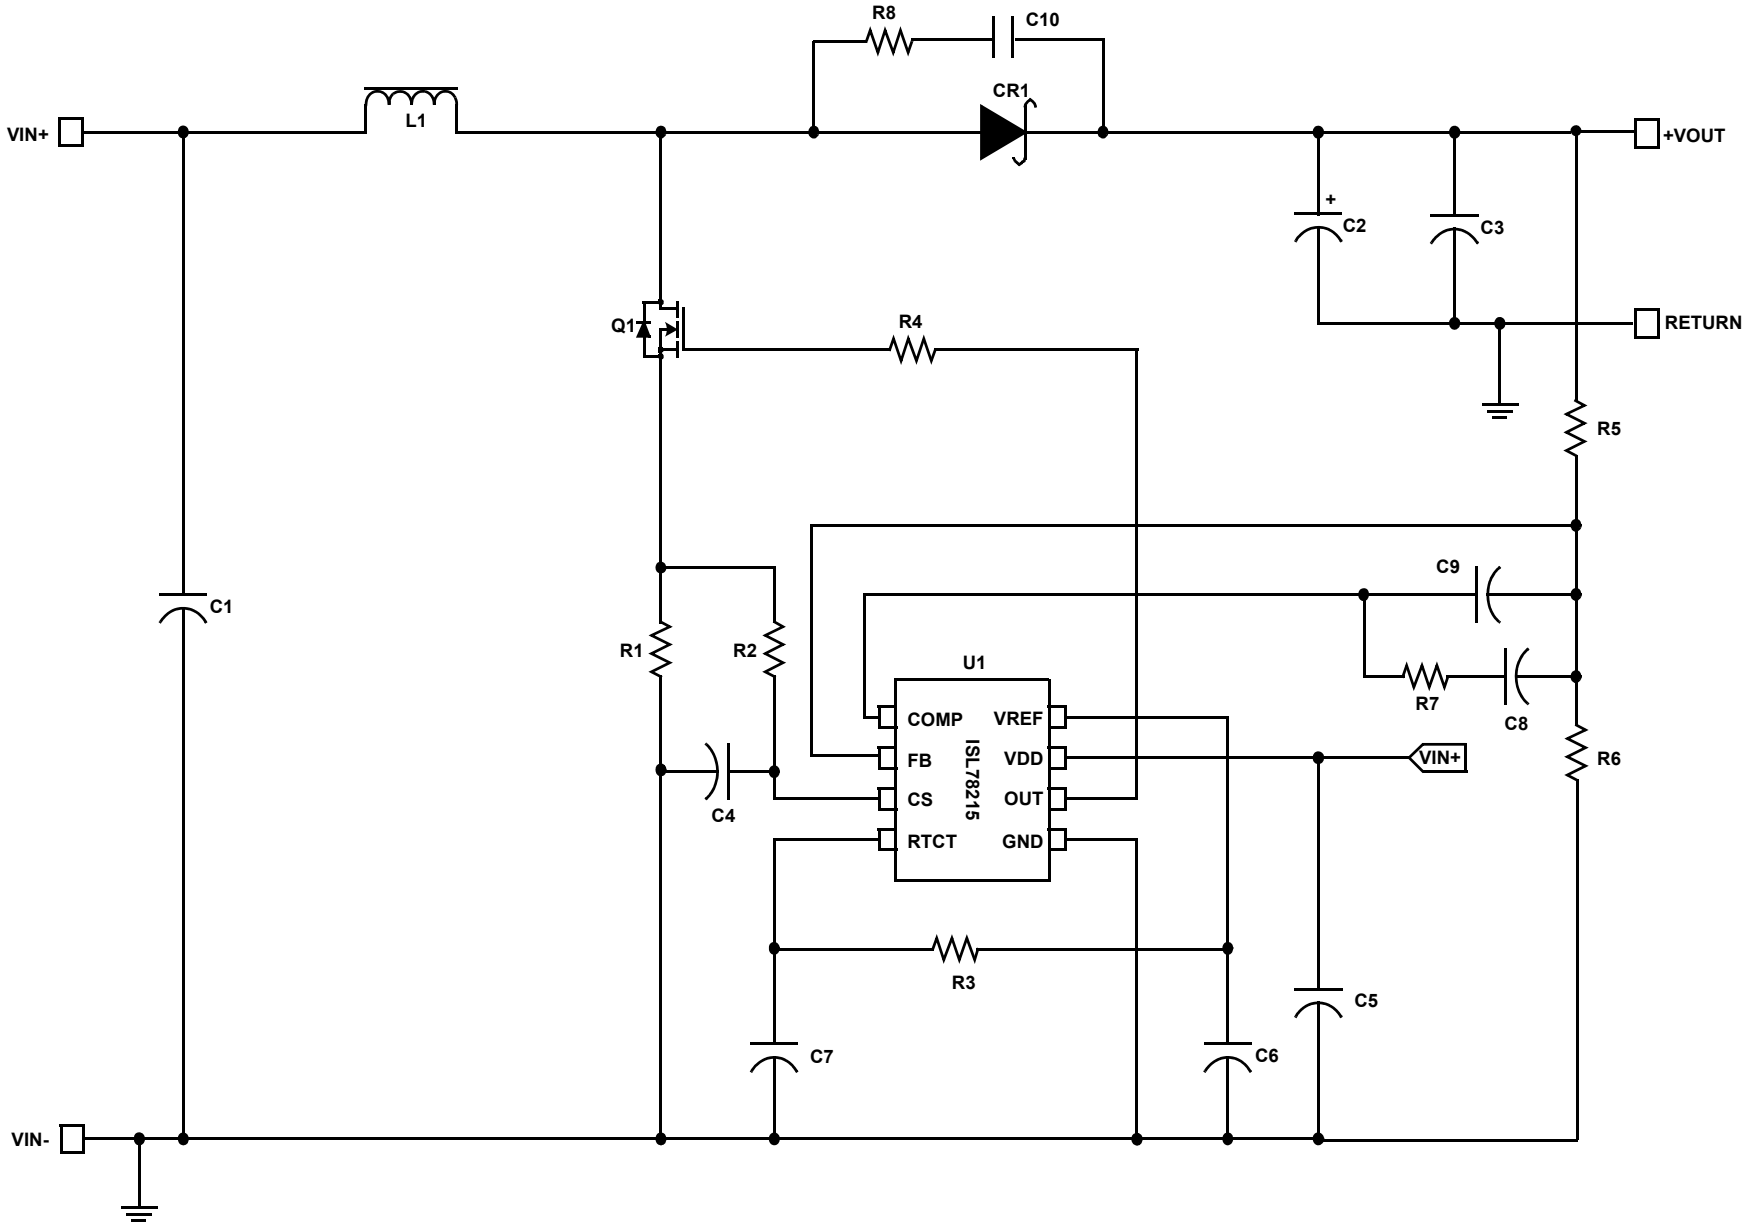 R8
C10
CR1
VIN+
L1
+VOUT
+
C2
C3
Q1
R4
RETURN
R5
C9
C1
R1
R2
U1
R7
C8
COMP
VREF
FB
VDD
VIN+
R6
CS
OUT
C4
RTCT
GND
ISL78215
R3
C5
C7
C6
VIN-